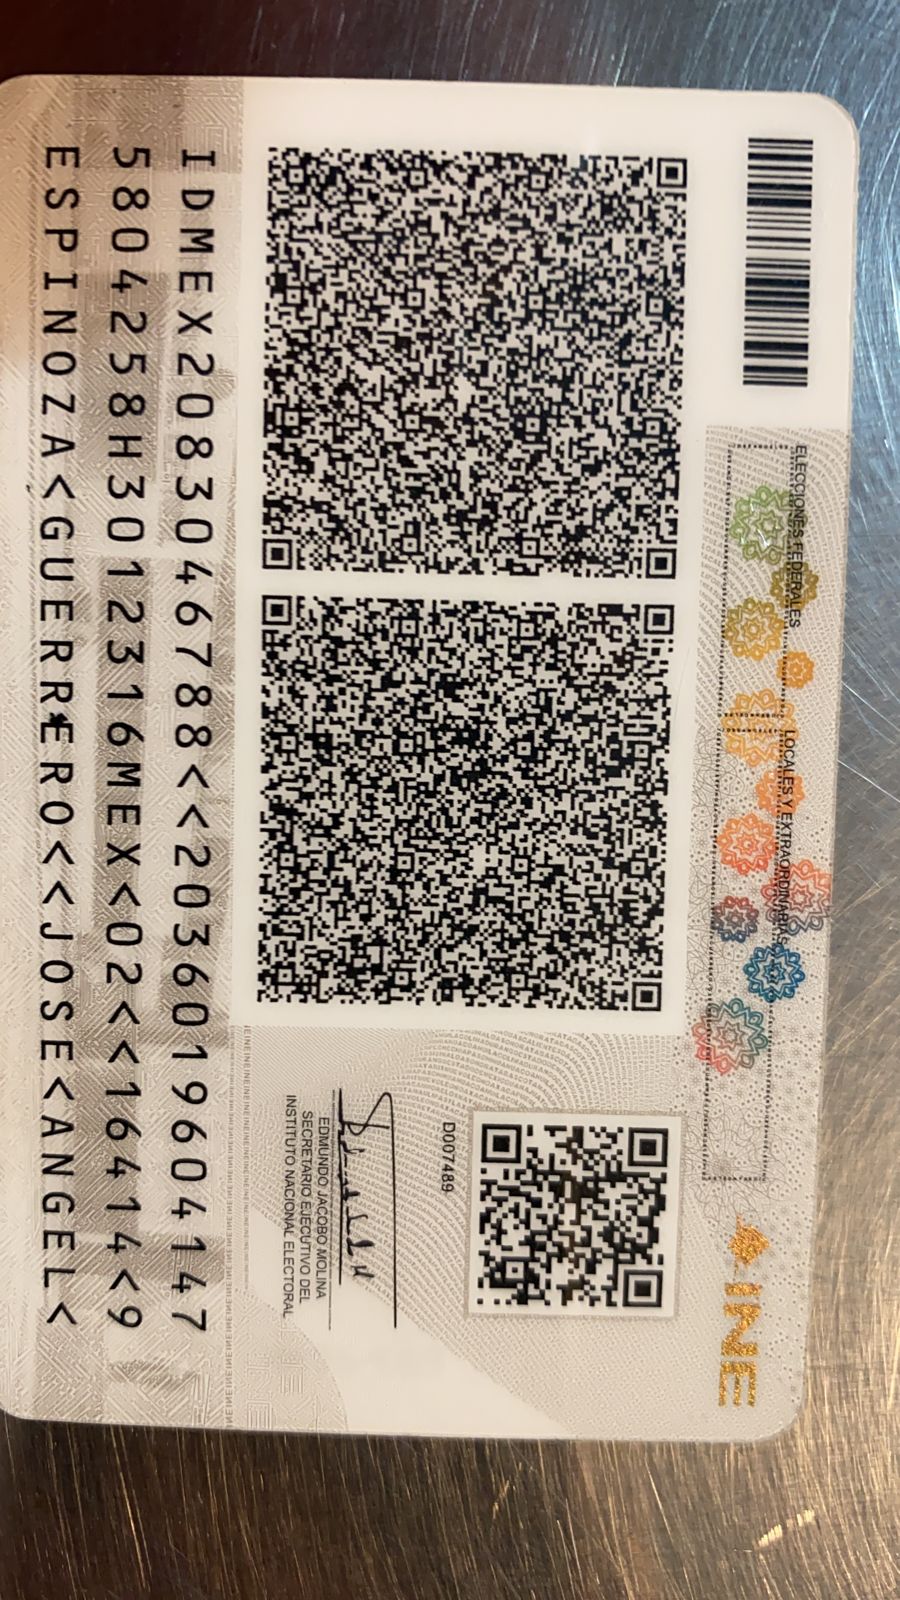 ELECCIONES FEDERALES
LOCALES Y EXTRAORDINARIAS
INE
D007489
EDMUNDO JACOBO MOLINA
SECRETARIO EJECUTIVO DEL
INSTITUTO NACIONAL ELECTORAL
IDMEX2083046788<<2036019604147
5804258H3012316MEX<02<<16414<9
ESPINOZA<GUERRERO<<JOSE<ANGEL<